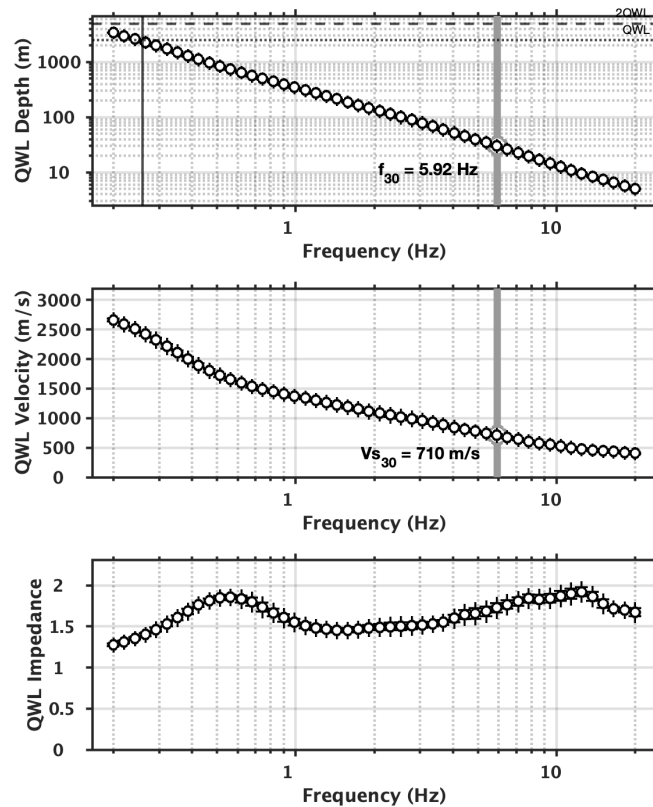 2QWL
QWL
1000
100
10
QWL Depth (m)
f30 = 5.92 Hz
1
10
Frequency (Hz)
3000
2500
2000
1500
1000
500
0
QWL Velocity (m/s)
Vs30 = 710 m/s
1
10
Frequency (Hz)
2
1.5
1
0.5
0
QWL Impedance
1
10
Frequency (Hz)